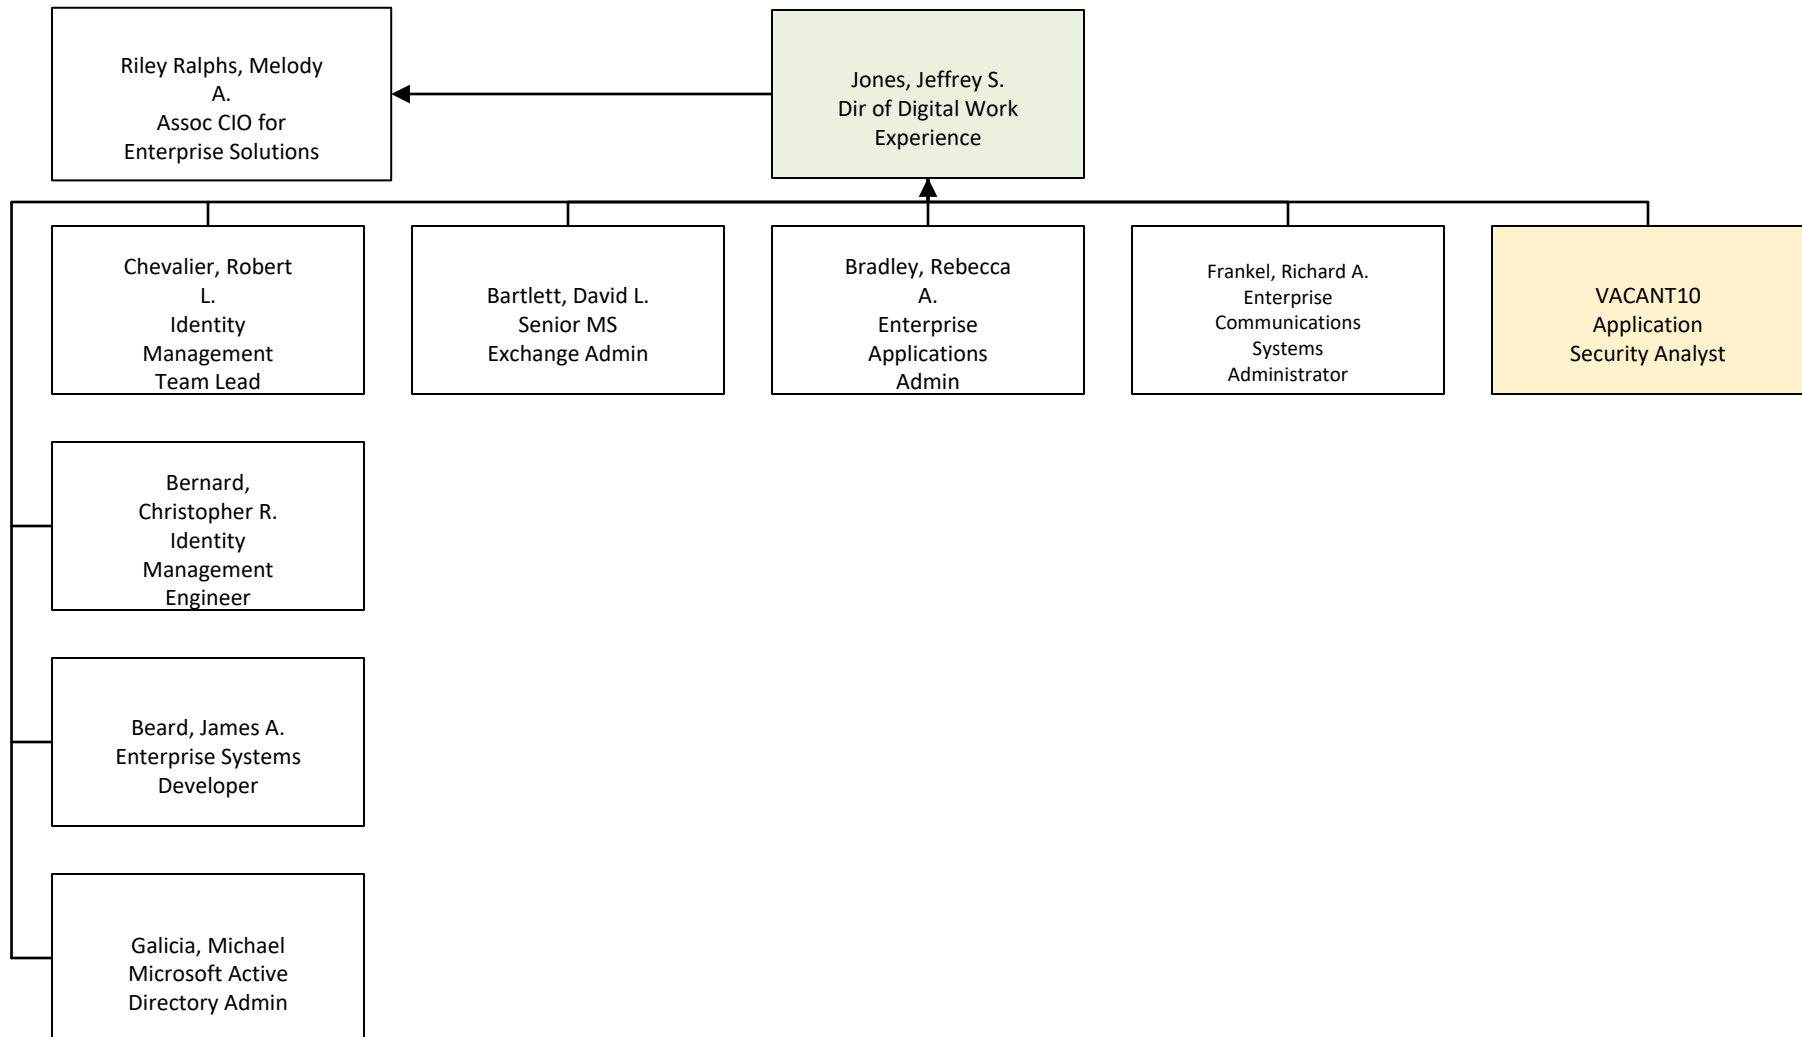 Riley Ralphs, Melody
A.
Assoc CIO for
Enterprise Solutions
Jones, Jeffrey S.
Dir of Digital Work
Experience
Chevalier, Robert
L.
Identity
Management
Team Lead
Bartlett, David L.
Senior MS
Exchange Admin
Bradley, Rebecca
A.
Enterprise
Applications
Admin
Frankel, Richard A.
Enterprise
Communications
Systems
Administrator
VACANT10
Application
Security Analyst
Bernard,
Christopher R.
Identity
Management
Engineer
Beard, James A.
Enterprise Systems
Developer
Galicia, Michael
Microsoft Active
Directory Admin